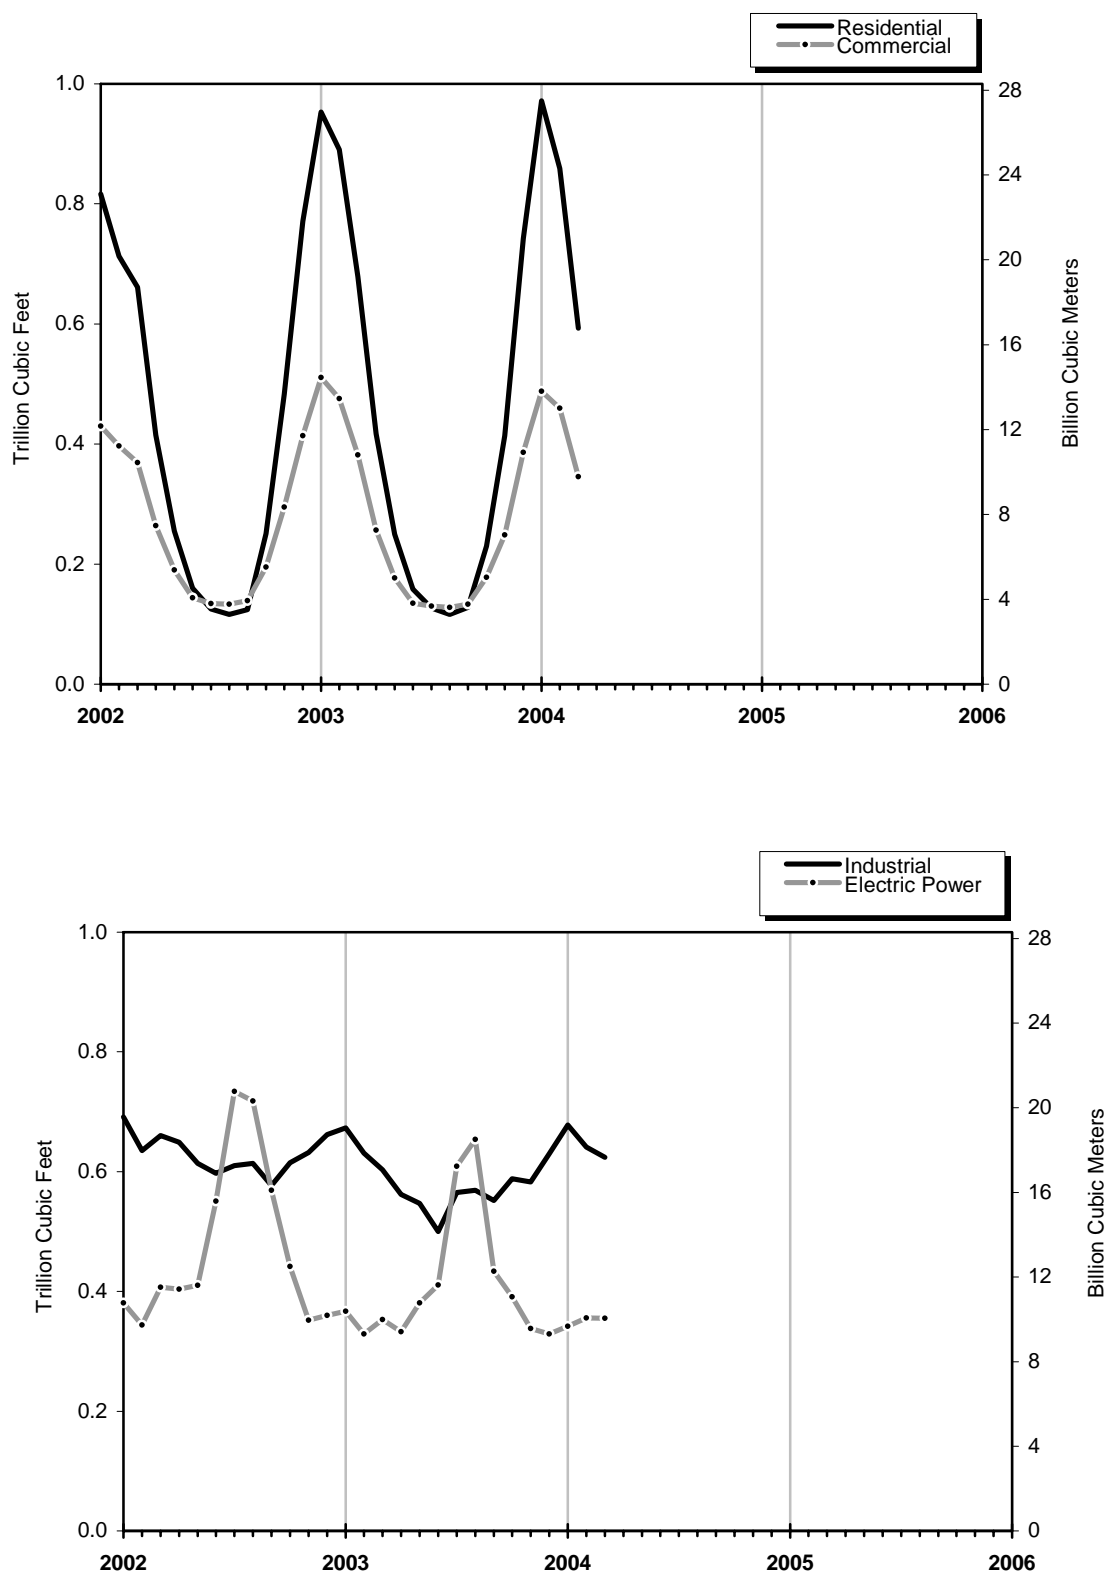 Residential
Commercial
1.0
0.8
0.6
0.4
0.2
0.0
Trillion Cubic Feet
28
24
20
16
12
8
4
0
Billion Cubic Meters
2002 2003 2004 2005 2006
Industrial
Electric Power
1.0
0.8
0.6
0.4
0.2
0.0
Trillion Cubic Feet
28
24
20
16
12
8
4
0
Billion Cubic Meters
2002 2003 2004 2005 2006